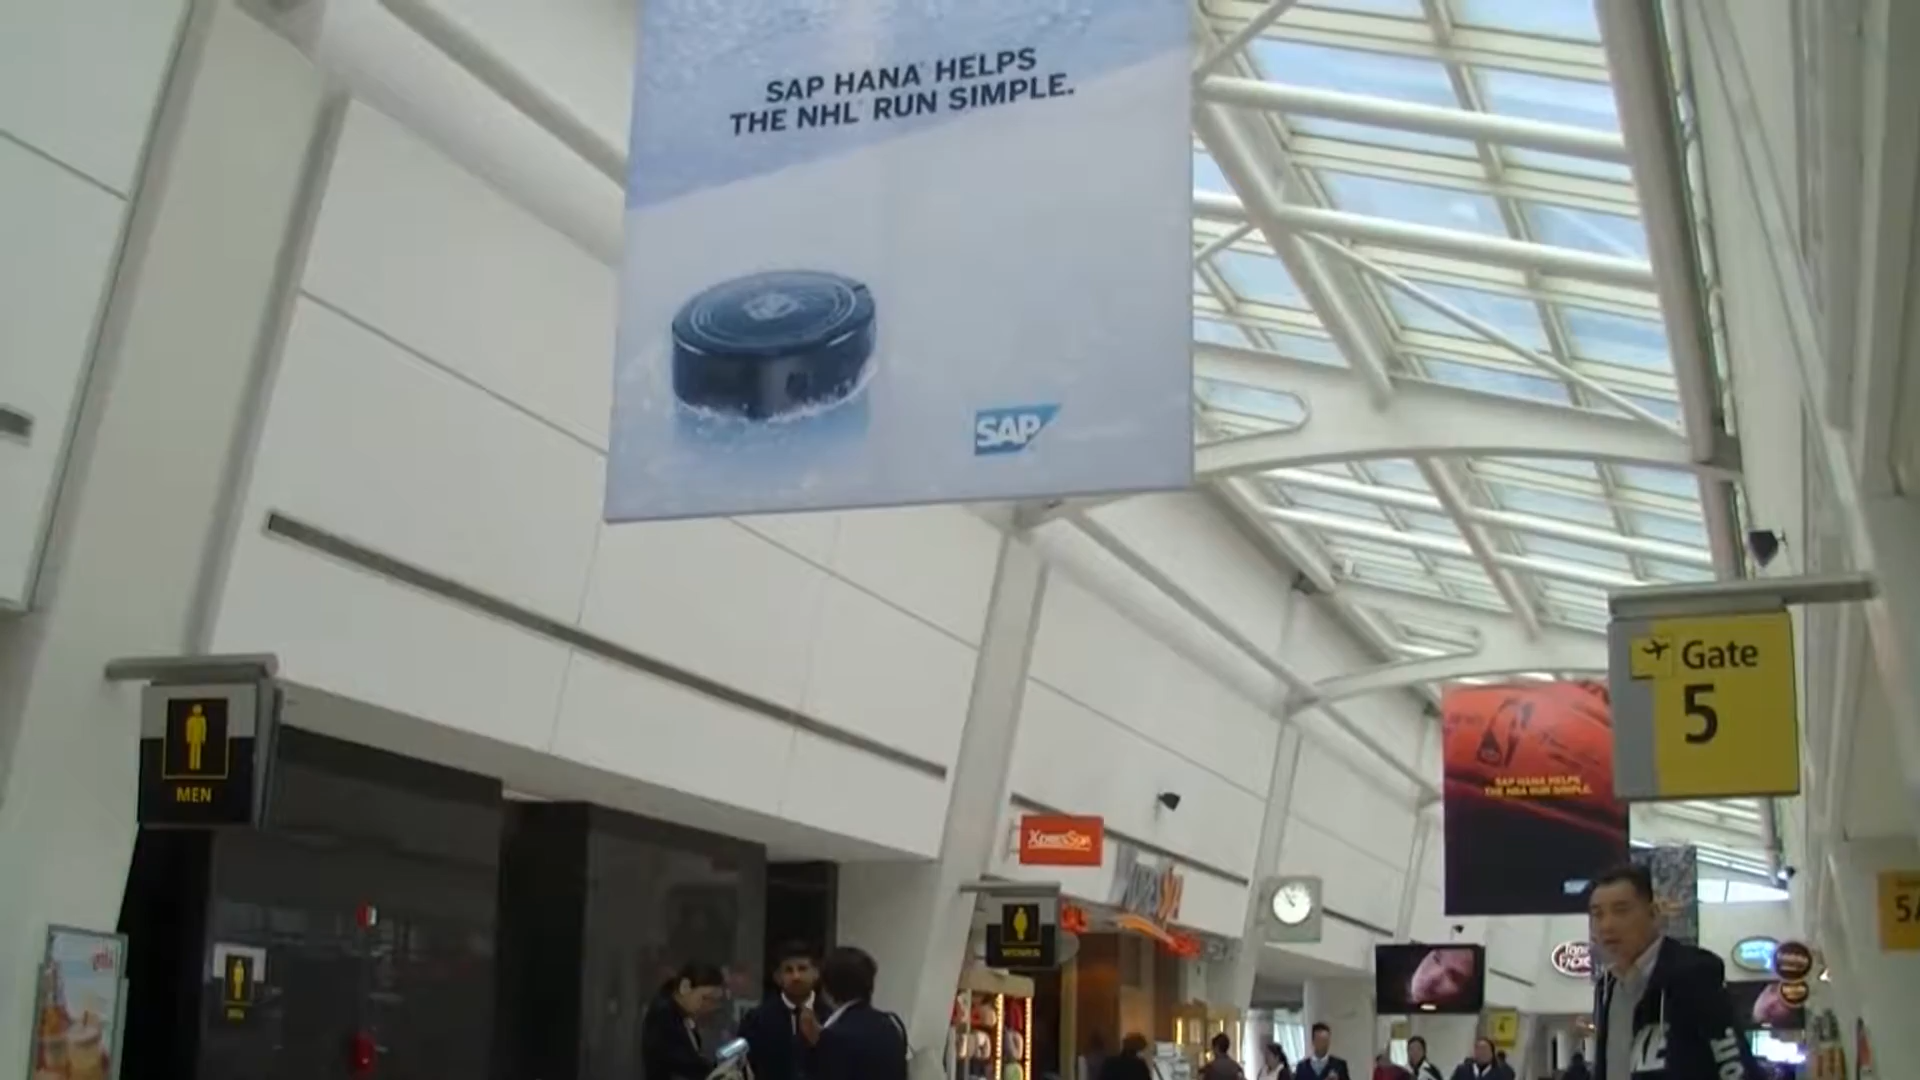 SAP HANA® HELPS
THE NHL® RUN SIMPLE.
SAP
Gate
5
MEN
XpresSpa
SAP HANA HELPS
THE NBA RUN SIMPLE.
WOMEN